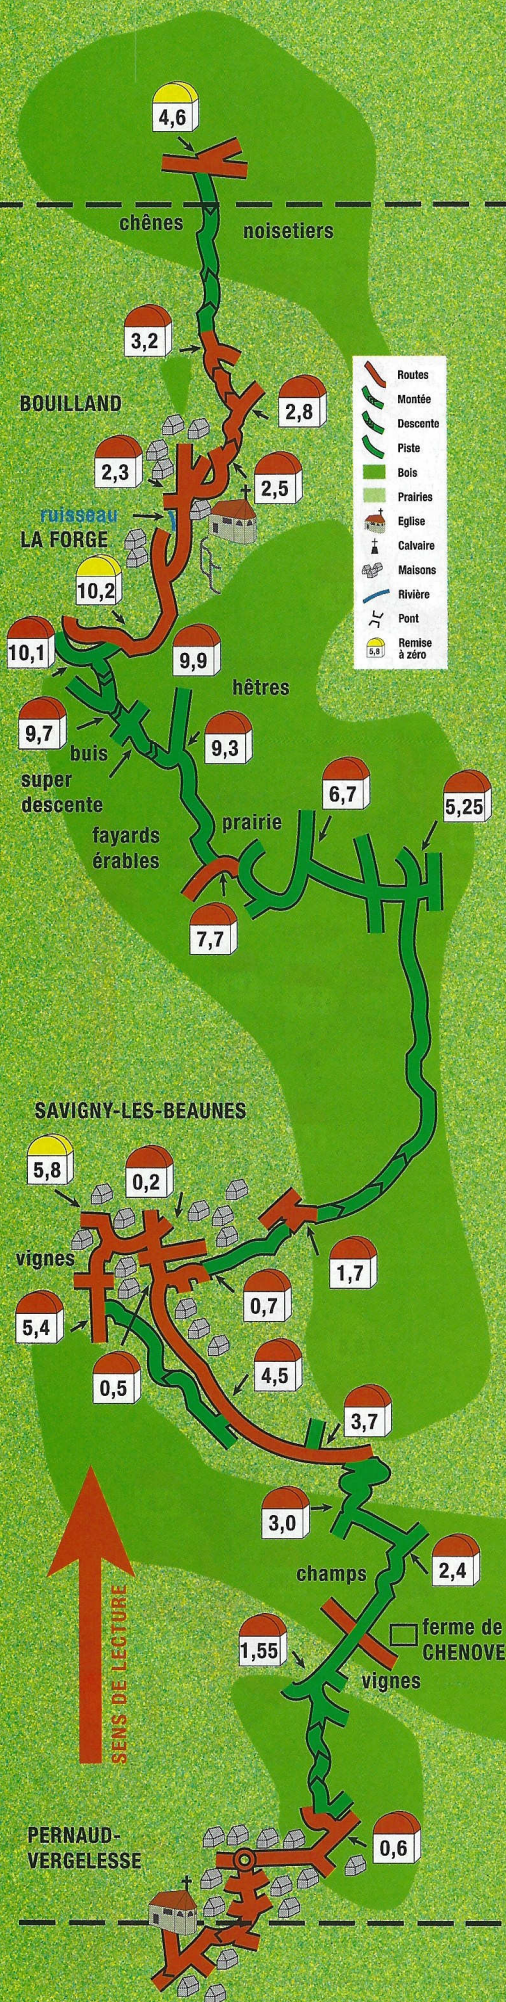 4,6
chênes
noisetiers
3,2
BOUILLAND
2,8
2,3
2,5
ruisseau
LA FORGE
10,2
10,1
9,9
hêtres
9,7
9,3
buis
super
descente
6,7
5,25
fayards
érables
prairie
7,7
Routes
Montée
Descente
Piste
Bois
Prairies
Eglise
Calvaire
Maisons
Rivière
Pont
5,8
Remise
à zéro
SAVIGNY-LES-BEAUNES
5,8
0,2
vignes
1,7
0,7
5,4
0,5
4,5
3,7
3,0
2,4
champs
ferme de
CHENOVE
1,55
vignes
SENS DE LECTURE
PERNAUD-
VERGELESSE
0,6